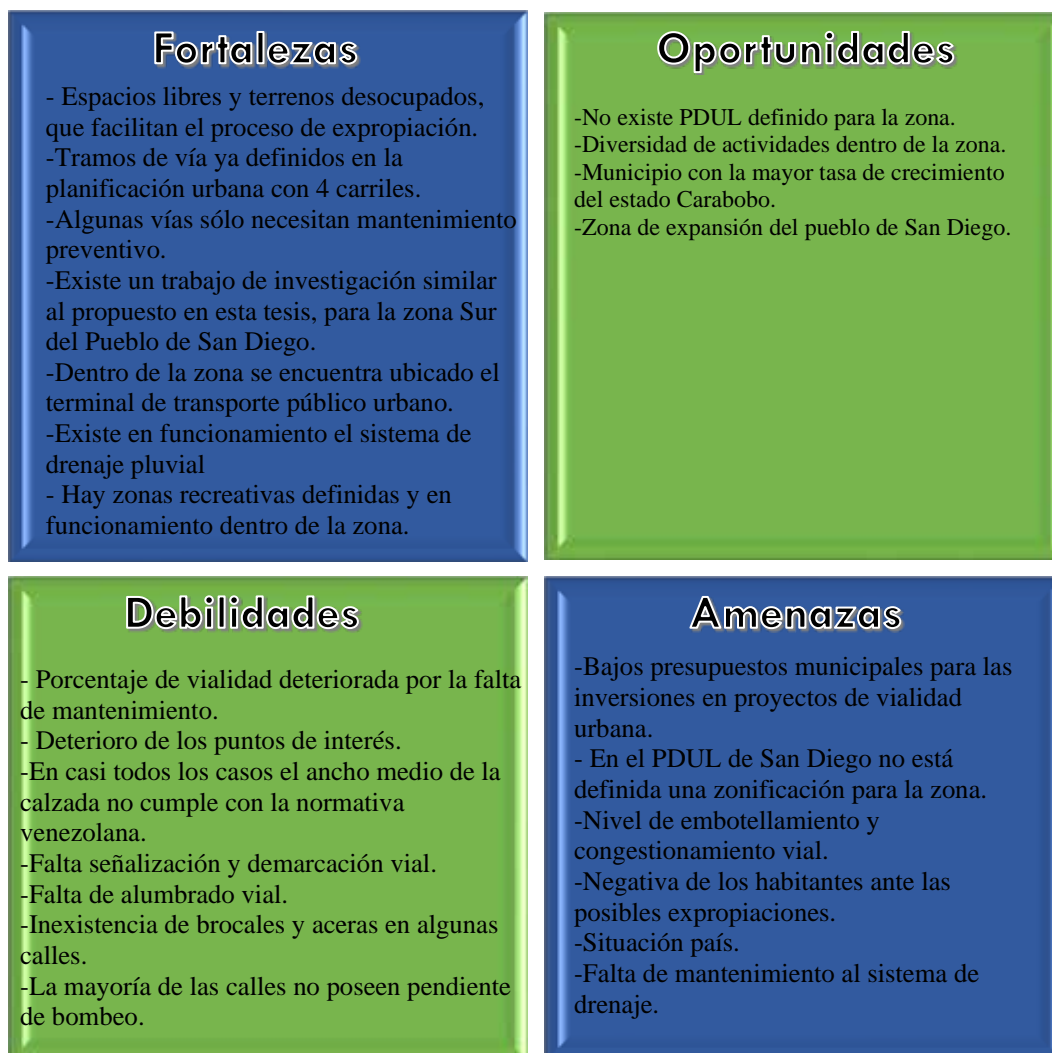 Fortalezas
- Espacios libres y terrenos desocupados,
que facilitan el proceso de expropiación.
-Tramos de vía ya definidos en la
planificación urbana con 4 carriles.
-Algunas vías sólo necesitan mantenimiento
preventivo.
-Existe un trabajo de investigación similar
al propuesto en esta tesis, para la zona Sur
del Pueblo de San Diego.
-Dentro de la zona se encuentra ubicado el
terminal de transporte público urbano.
-Existe en funcionamiento el sistema de
drenaje pluvial
- Hay zonas recreativas definidas y en
funcionamiento dentro de la zona.
Oportunidades
-No existe PDUL definido para la zona.
-Diversidad de actividades dentro de la zona.
-Municipio con la mayor tasa de crecimiento
del estado Carabobo.
-Zona de expansión del pueblo de San Diego.
Debilidades
- Porcentaje de vialidad deteriorada por la falta
de mantenimiento.
- Deterioro de los puntos de interés.
-En casi todos los casos el ancho medio de la
calzada no cumple con la normativa
venezolana.
-Falta señalización y demarcación vial.
-Falta de alumbrado vial.
-Inexistencia de brocales y aceras en algunas
calles.
-La mayoría de las calles no poseen pendiente
de bombeo.
Amenazas
-Bajos presupuestos municipales para las
inversiones en proyectos de vialidad
urbana.
- En el PDUL de San Diego no está
definida una zonificación para la zona.
-Nivel de embotellamiento y
congestionamiento vial.
-Negativa de los habitantes ante las
posibles expropiaciones.
-Situación país.
-Falta de mantenimiento al sistema de
drenaje.